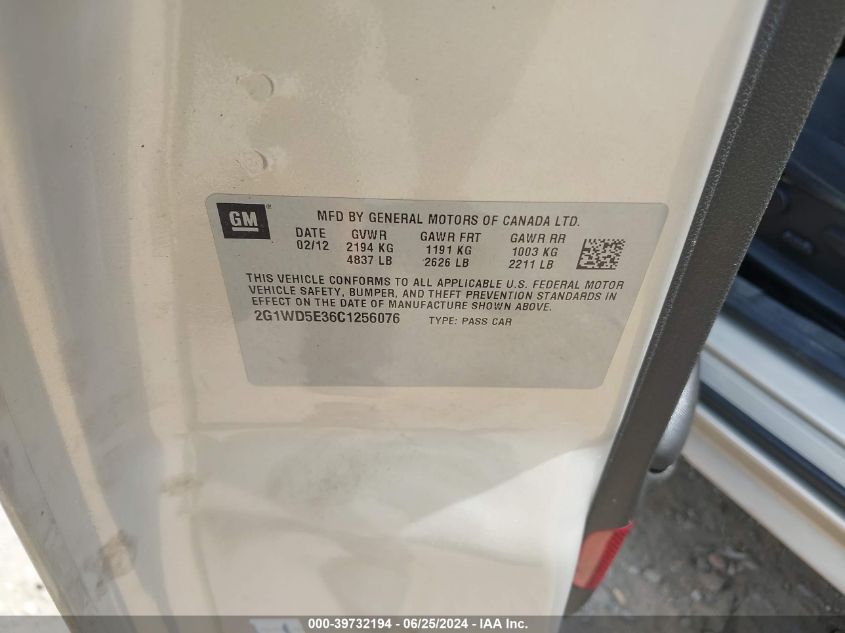 GM ® MFD BY GENERAL MOTORS OF CANADA LTD.
DATE GVWR GAWR FRT GAWR RR
02/12 2194 KG 1191 KG 1003 KG
4837 LB 2626 LB 2211 LB
THIS VEHICLE CONFORMS TO ALL APPLICABLE U.S. FEDERAL MOTOR
VEHICLE SAFETY, BUMPER, AND THEFT PREVENTION STANDARDS IN
EFFECT ON THE DATE OF MANUFACTURE SHOWN ABOVE.
2G1WD5E36C1256076 TYPE: PASS CAR
000-39732194 - 06/25/2024 - IAA Inc.